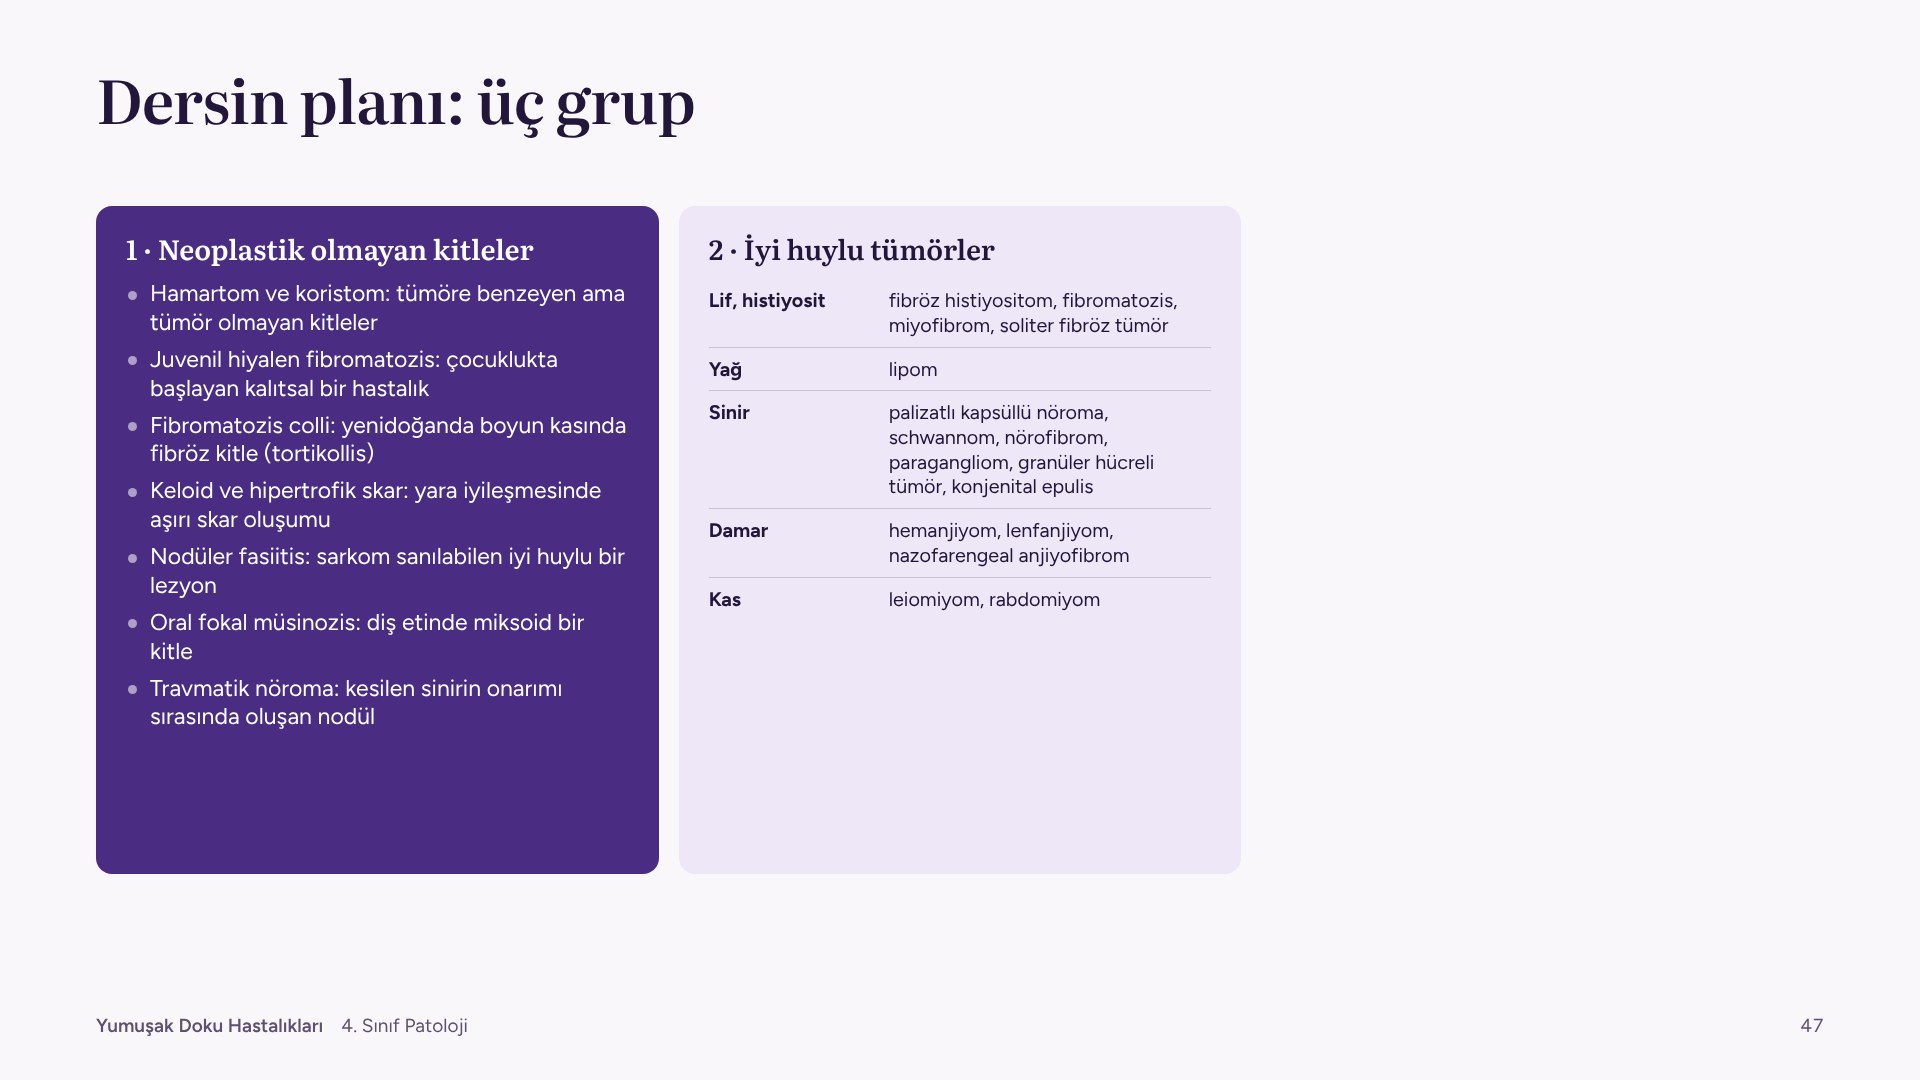 Dersin planı: üç grup
1 · Neoplastik olmayan kitleler
Hamartom ve koristom: tümöre benzeyen ama
tümör olmayan kitleler
Juvenil hiyalen fibromatozis: çocuklukta
başlayan kalıtsal bir hastalık
Fibromatozis colli: yenidoğanda boyun kasında
fibröz kitle (tortikollis)
Keloid ve hipertrofik skar: yara iyileşmesinde
aşırı skar oluşumu
Nodüler fasiitis: sarkom sanılabilen iyi huylu bir
lezyon
Oral fokal müsinozis: diş etinde miksoid bir
kitle
Travmatik nöroma: kesilen sinirin onarımı
sırasında oluşan nodül
2 · İyi huylu tümörler
Lif, histiyosit fibröz histiyositom, fibromatozis,
miyofibrom, soliter fibröz tümör
Yağ lipom
Sinir palizatlı kapsüllü nöroma,
schwannom, nörofibrom,
paragangliom, granüler hücreli
tümör, konjenital epulis
Damar hemanjiyom, lenfanjiyom,
nazofarengeal anjiyofibrom
Kas leiomiyom, rabdomiyom
Yumuşak Doku Hastalıkları 4. Sınıf Patoloji
47